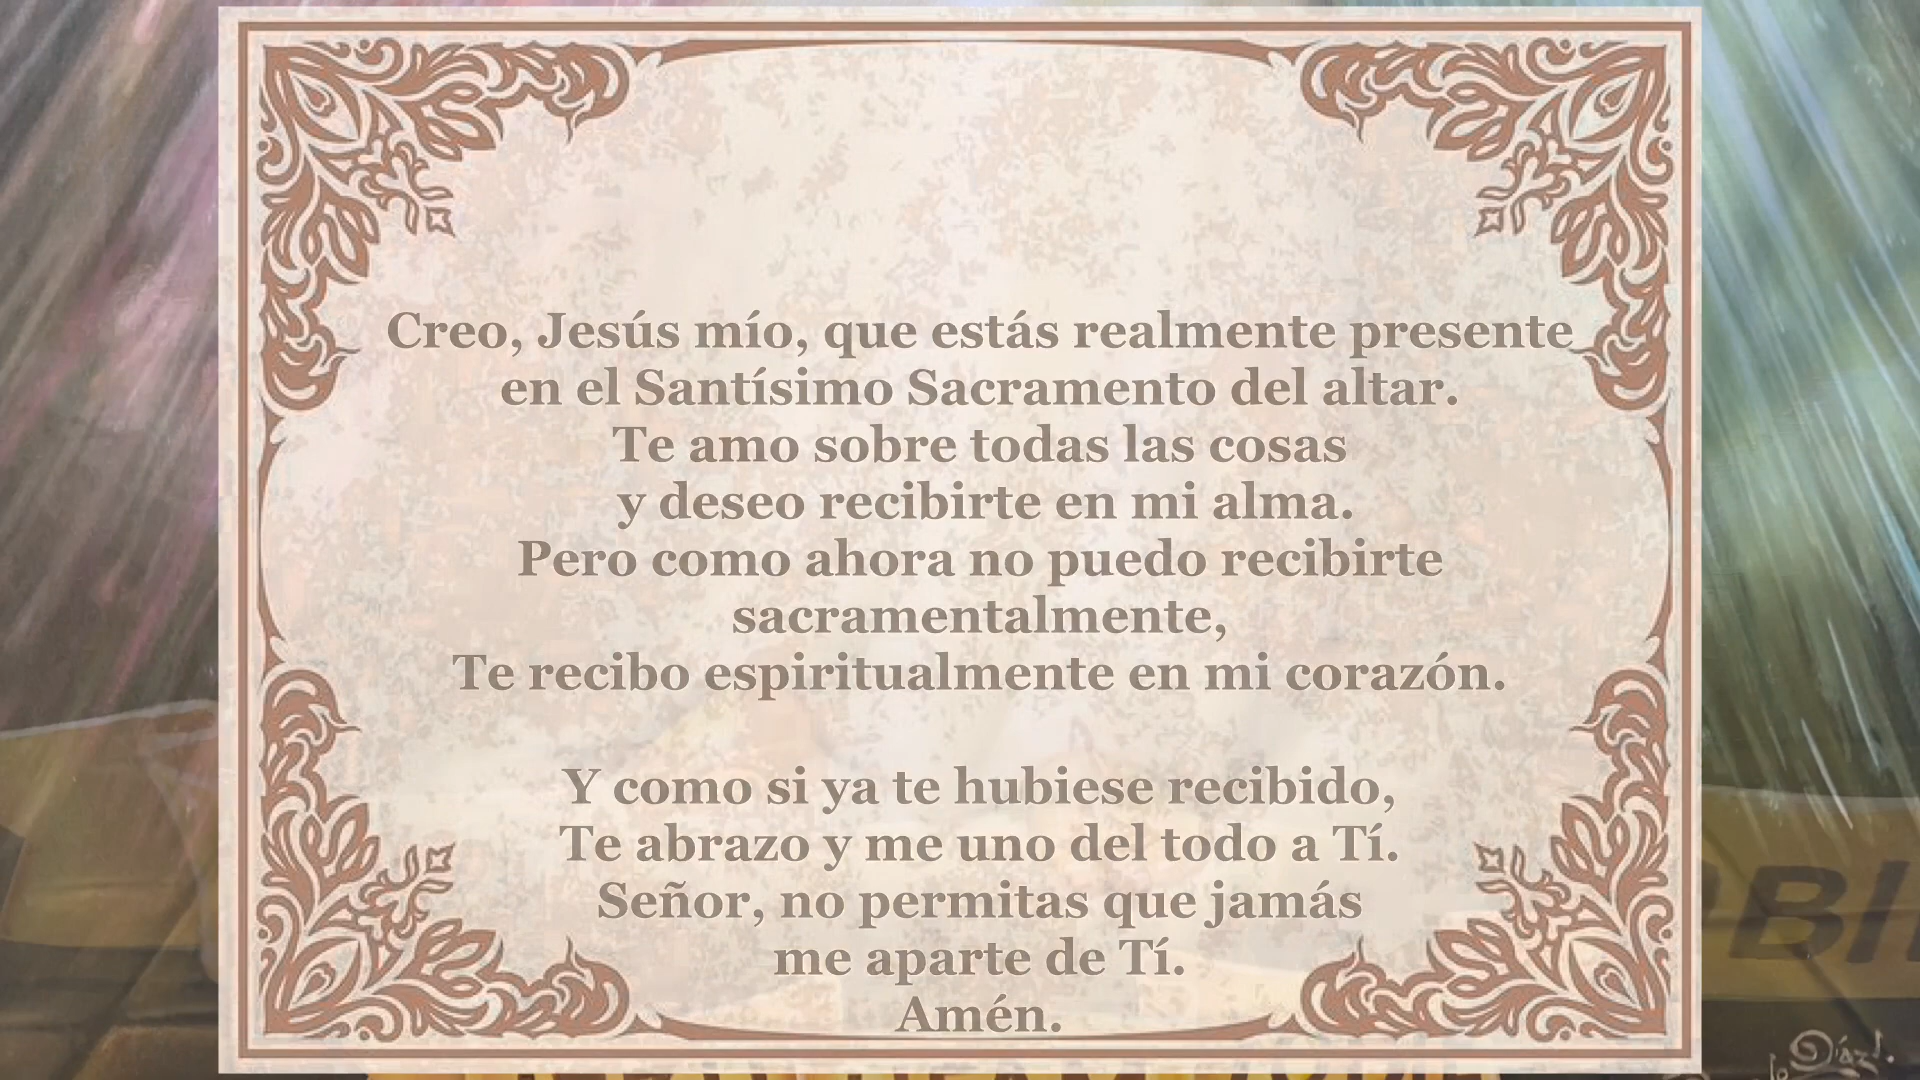 Creo, Jesús mío, que estás realmente presente
en el Santísimo Sacramento del altar.
Te amo sobre todas las cosas
y deseo recibirte en mi alma.
Pero como ahora no puedo recibirte
sacramentalmente,
Te recibo espiritualmente en mi corazón.
Y como si ya te hubiese recibido,
Te abrazo y me uno del todo a Tí.
Señor, no permitas que jamás
me aparte de Tí.
Amén.
Díaz